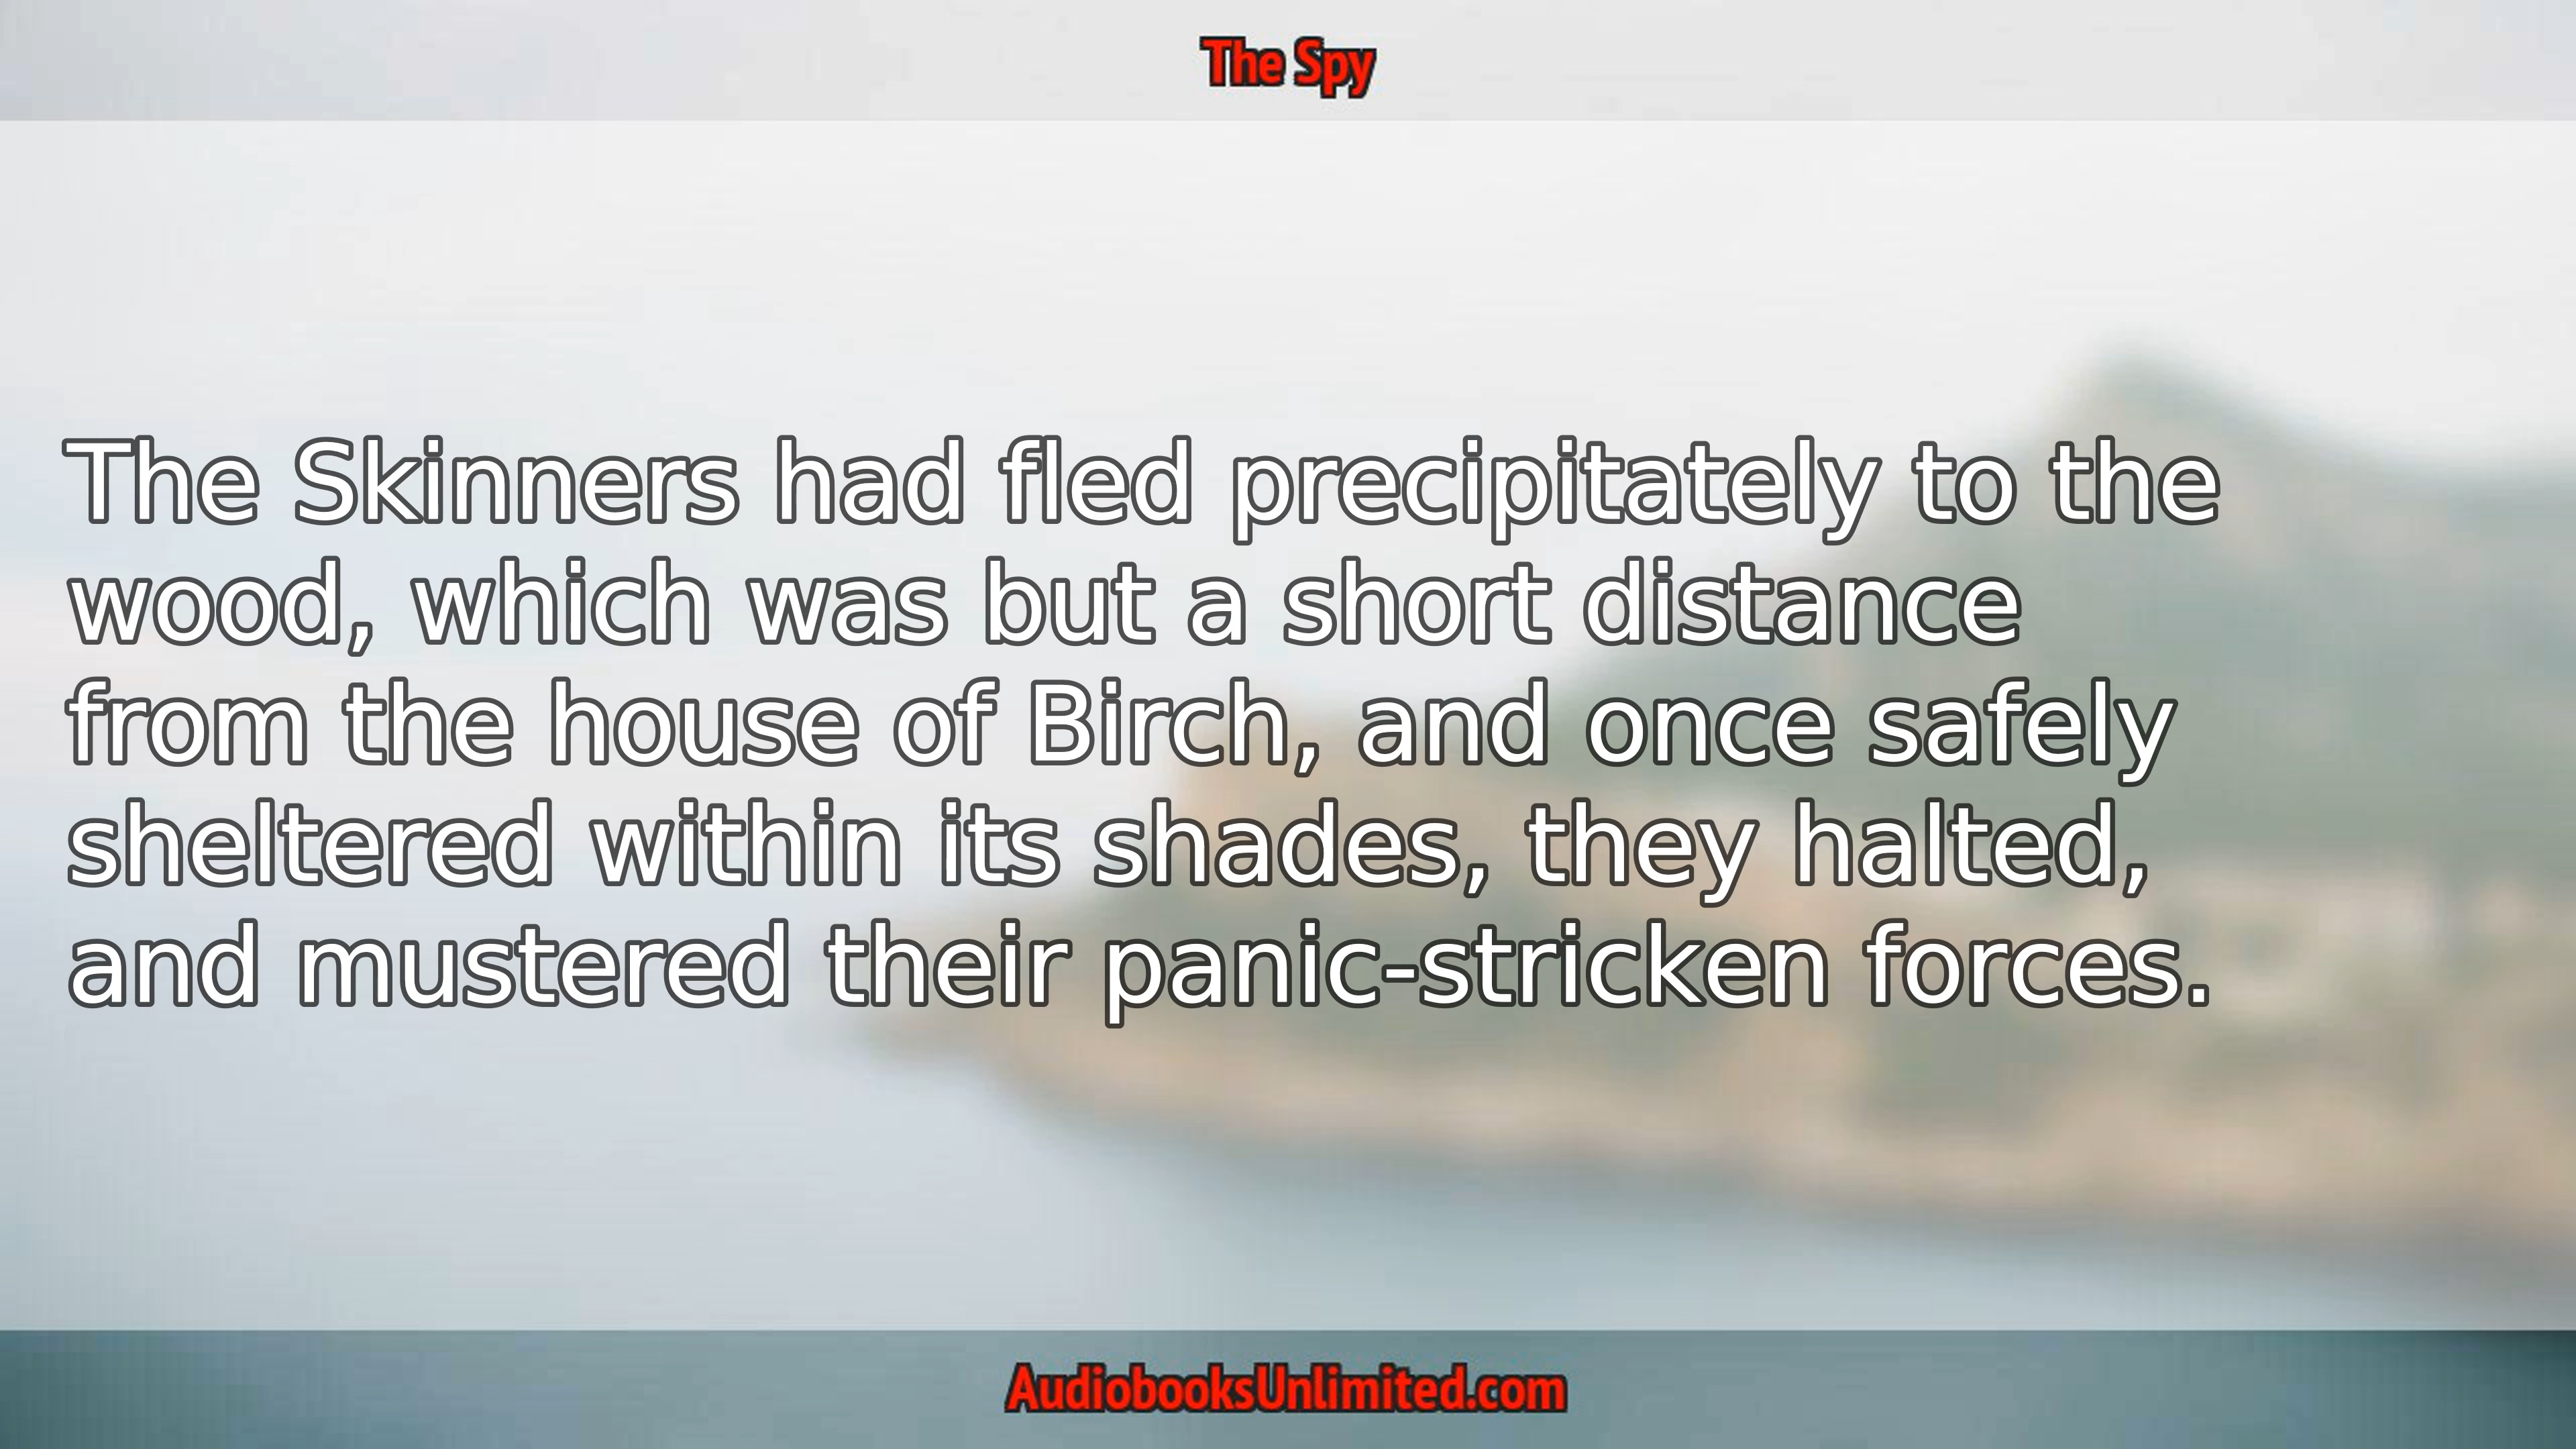 The Spy
The Skinners had fled precipitately to the
wood, which was but a short distance
from the house of Birch, and once safely
sheltered within its shades, they halted,
and mustered their panic-stricken forces.
AudiobooksUnlimited.com